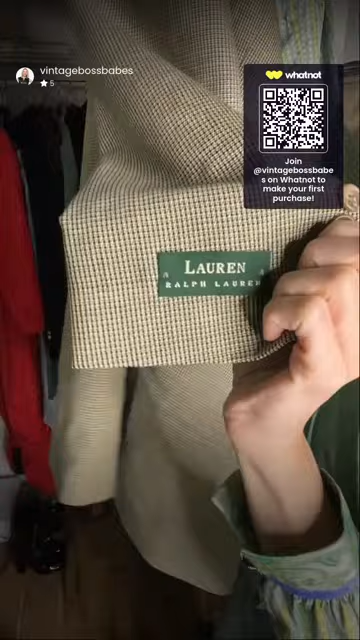 vintagebossbabes
★ 5
whatnot
Join
@vintagebossbabe
s on Whatnot to
make your first
purchase!
LAUREN
RALPH LAUREN